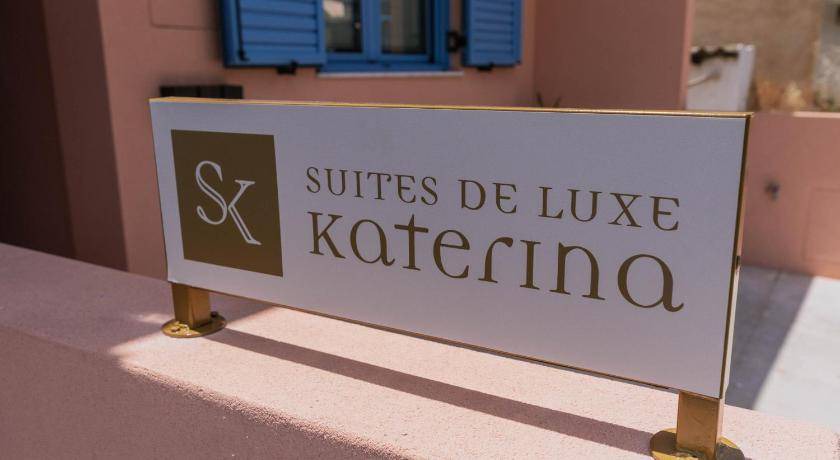 SK
SUITES DE LUXE
Katerina